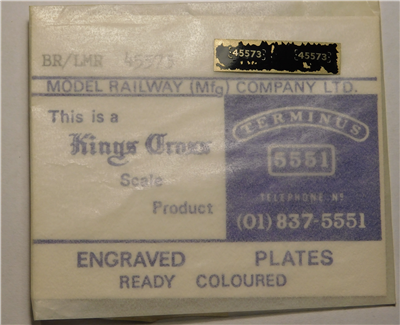 BR/LMR 45573
45573 45573
MODEL RAILWAY (Mfg) COMPANY LTD.
This is a
Kings Cross
Scale
Product
TERMINUS
5551
TELEPHONE Nº
(01) 837-5551
ENGRAVED PLATES
READY COLOURED